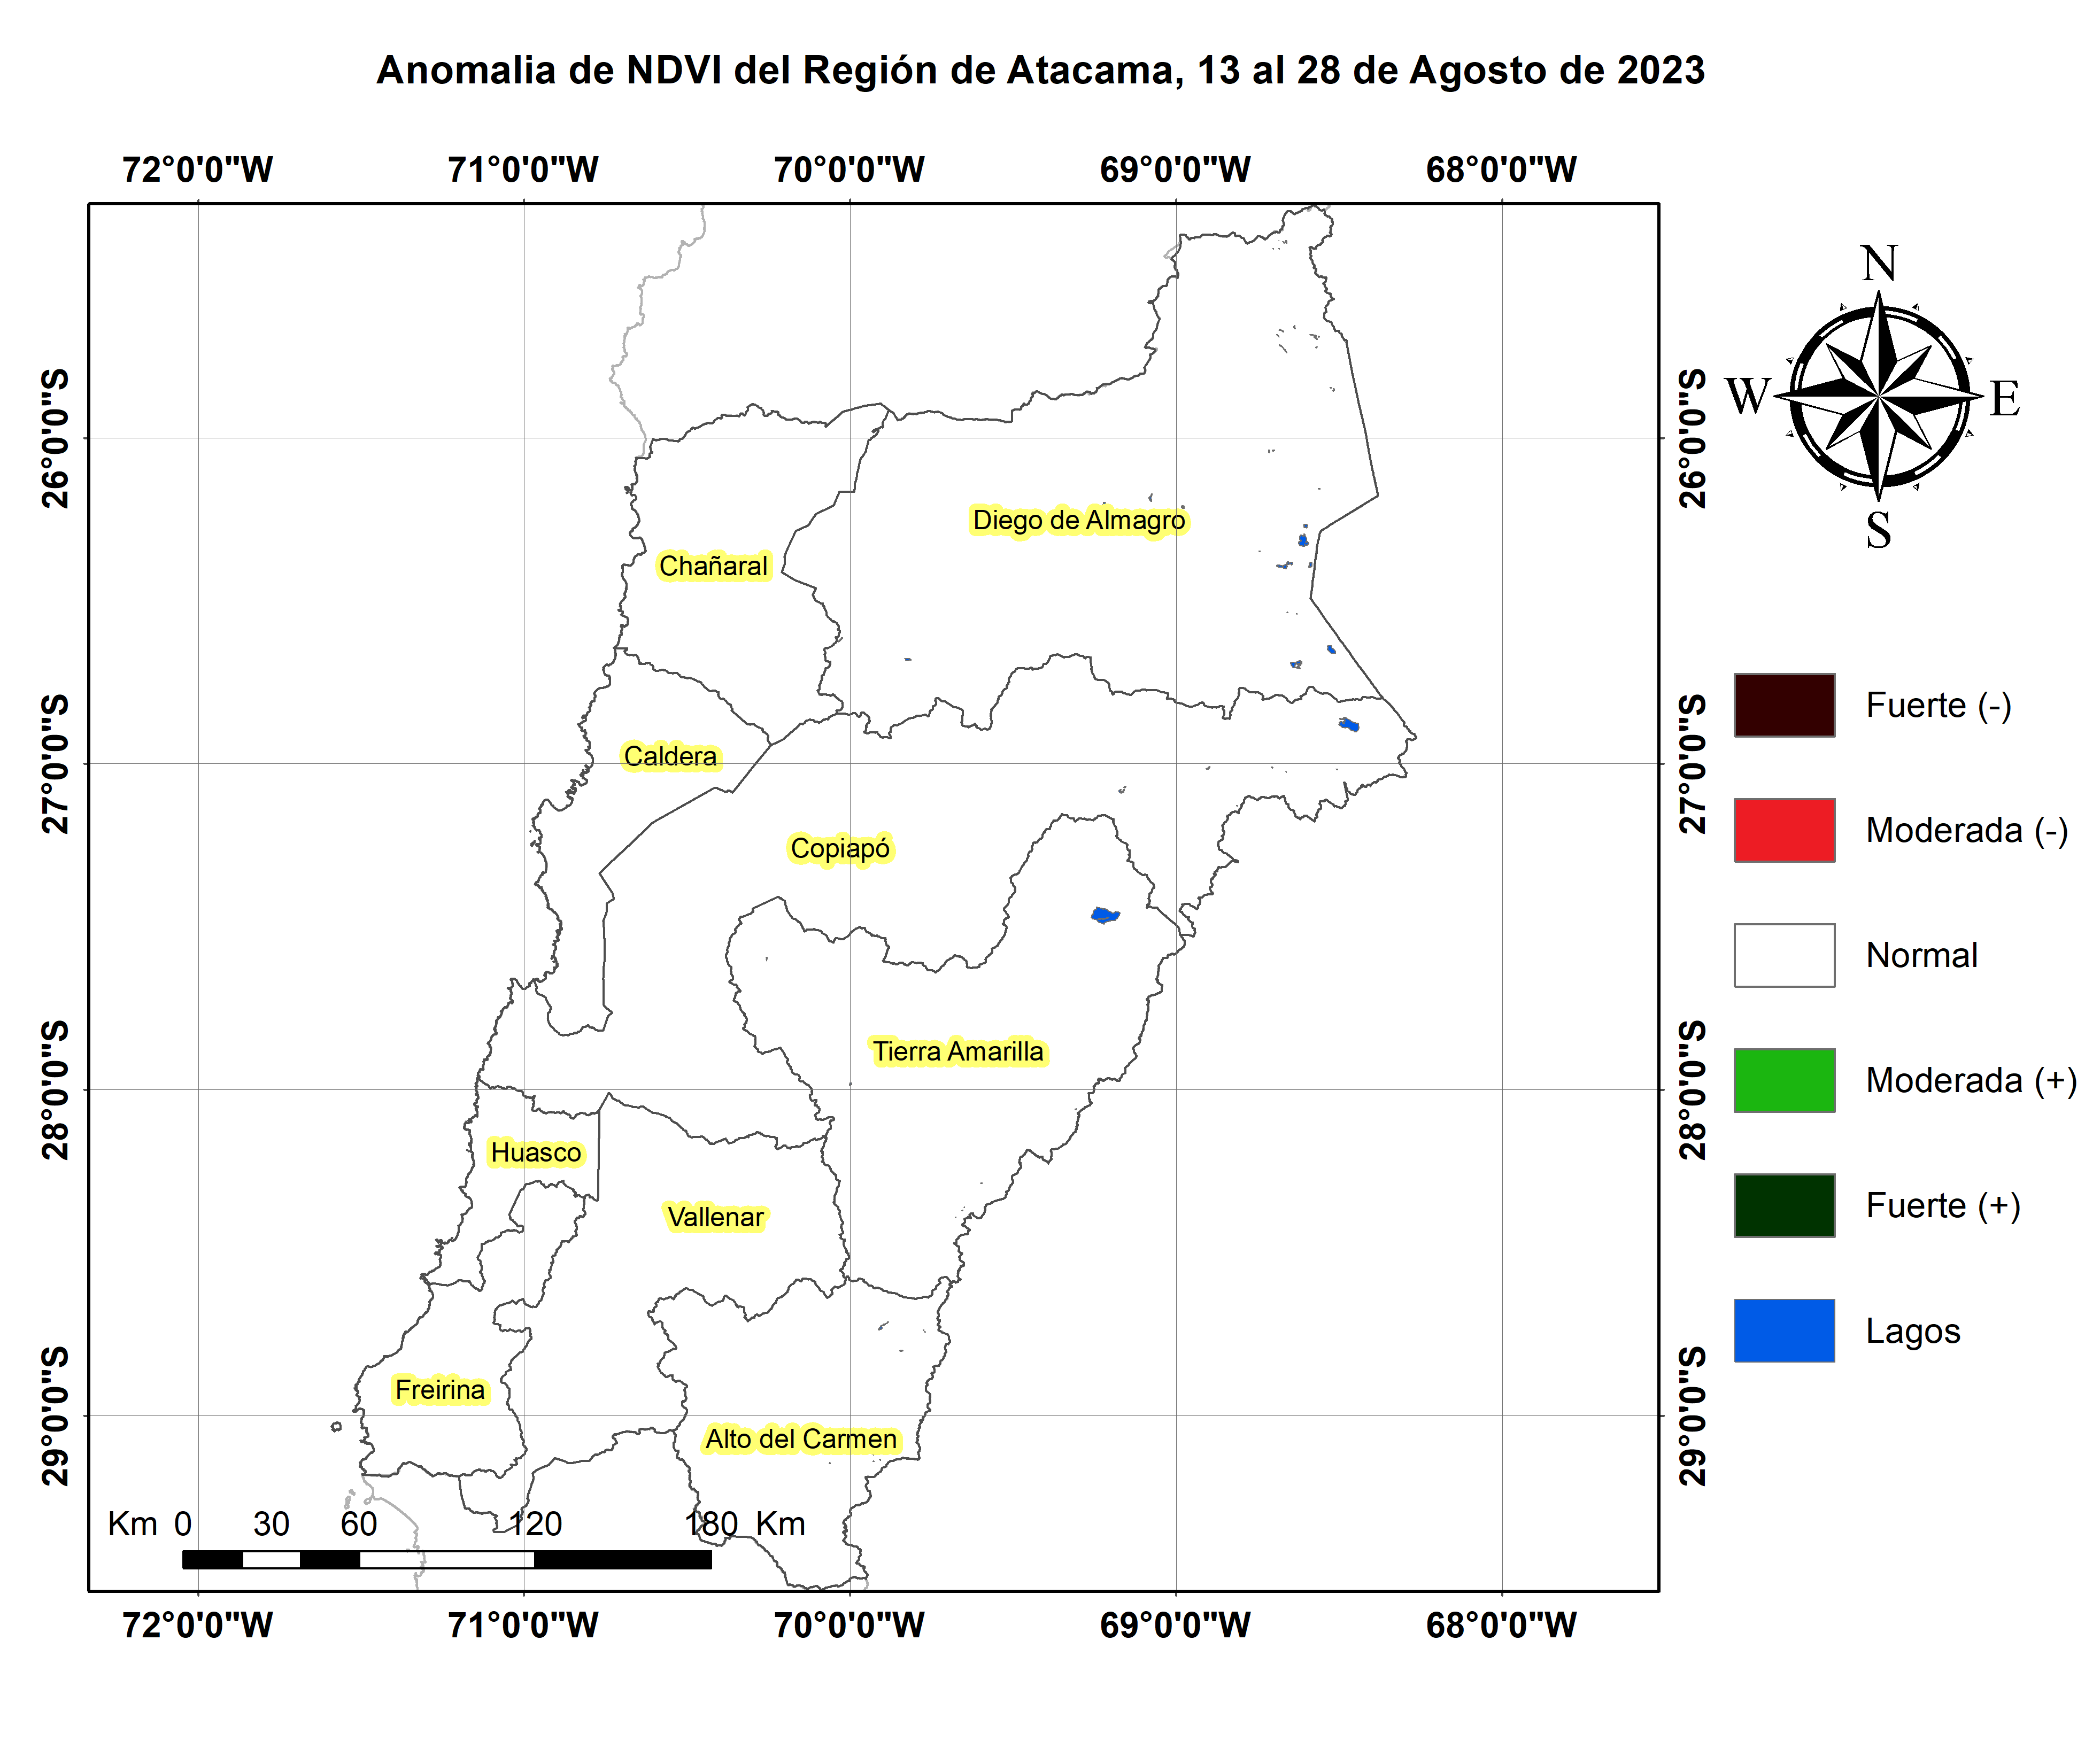 Anomalia de NDVI del Región de Atacama, 13 al 28 de Agosto de 2023
72°0'0"W 71°0'0"W 70°0'0"W 69°0'0"W 68°0'0"W
26°0'0"S
27°0'0"S
28°0'0"S
29°0'0"S
Diego de Almagro
Chañaral
Caldera
Copiapó
Tierra Amarilla
Huasco
Vallenar
Freirina
Alto del Carmen
Km 0 30 60 120 180 Km
26°0'0"S
27°0'0"S
28°0'0"S
29°0'0"S
72°0'0"W 71°0'0"W 70°0'0"W 69°0'0"W 68°0'0"W
N
W E
S
Fuerte (-)
Moderada (-)
Normal
Moderada (+)
Fuerte (+)
Lagos